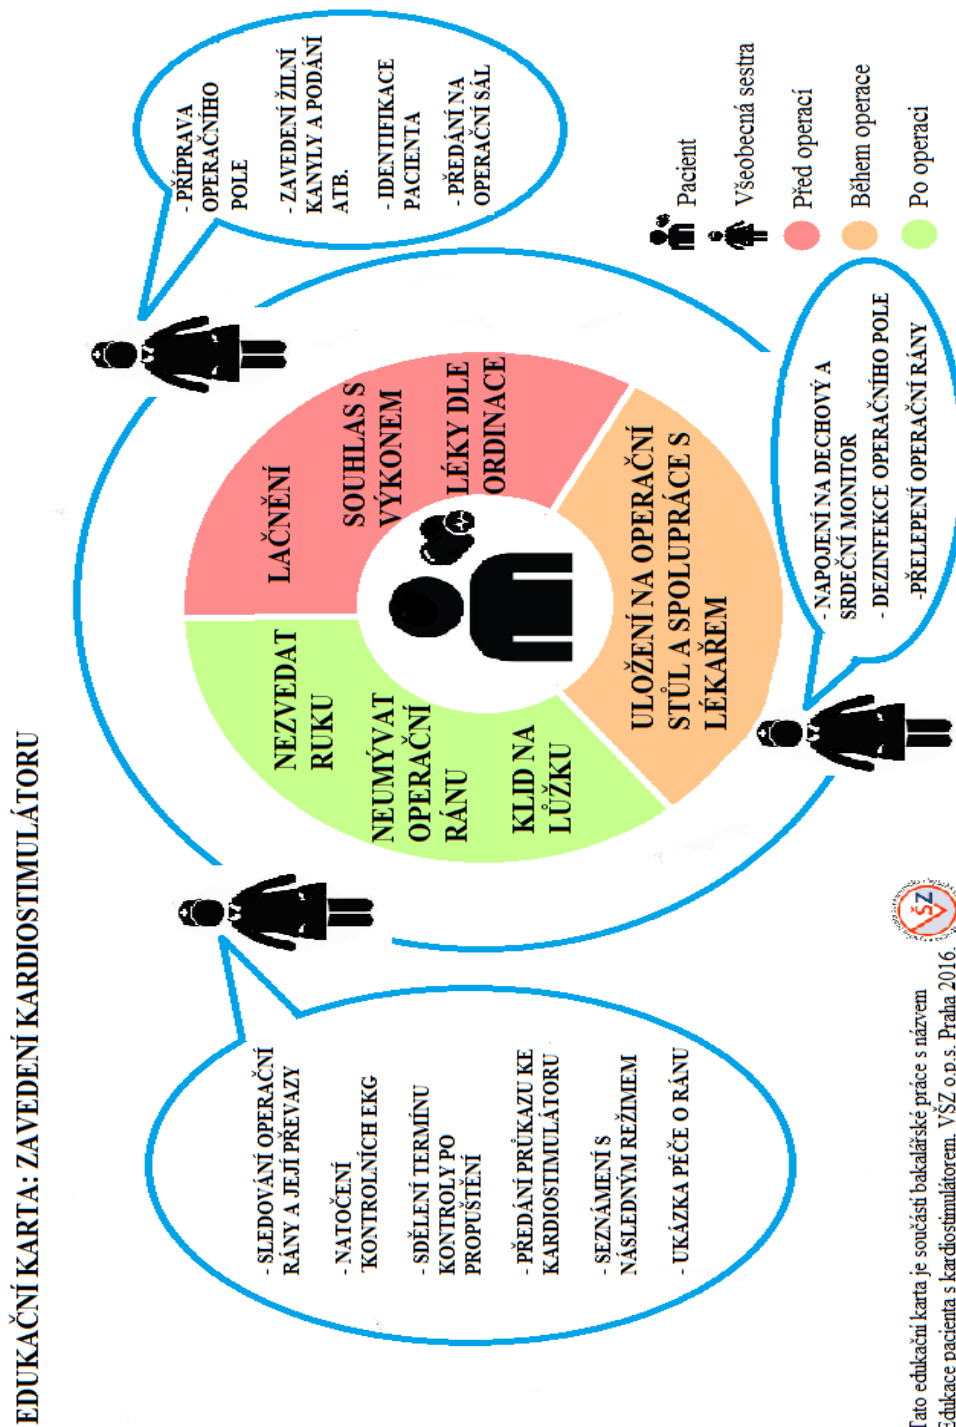 EDUKAČNÍ KARTA: ZAVEDENÍ KARDIOSTIMULÁTORU
- SLEDOVÁNÍ OPERAČNÍ
RÁNY A JEJÍ PŘEVAZY
- NATOČENÍ
KONTROLNÍCH EKG
- SDĚLENÍ TERMÍNU
KONTROLY PO
PROPUŠTĚNÍ
- PŘEDÁNÍ PRŮKAZU KE
KARDIOSTIMULÁTORU
- SEZNÁMENÍ S
NÁSLEDNÝM REŽIMEM
- UKÁZKA PÉČE O RÁNU
NEZVEDAT
RUKU
NEUMÝVAT
OPERAČNÍ
RÁNU
KLID NA
LŮŽKU
LAČNĚNÍ
SOUHLAS S
VÝKONEM
LÉKY DLE
ORDINACE
ULOŽENÍ NA OPERAČNÍ
STŮL A SPOLUPRÁCE S
LÉKAŘEM
- PŘÍPRAVA
OPERAČNÍHO
POLE
- ZAVEDENÍ ŽILNÍ
KANYLY A PODÁNÍ
ATB.
- IDENTIFIKACE
PACIENTA
- PŘEDÁNÍ NA
OPERAČNÍ SÁL
- NAPOJENÍ NA DECHOVÝ A
SRDEČNÍ MONITOR
- DEZINFEKCE OPERAČNÍHO POLE
-PŘELEPENÍ OPERAČNÍ RÁNY
Pacient
Všeobecná sestra
Před operací
Během operace
Po operaci
Tato edukační karta je součástí bakalářské práce s názvem
Edukace pacienta s kardiostimulátorem. VŠZ o.p.s. Praha 2016.
VŠZ